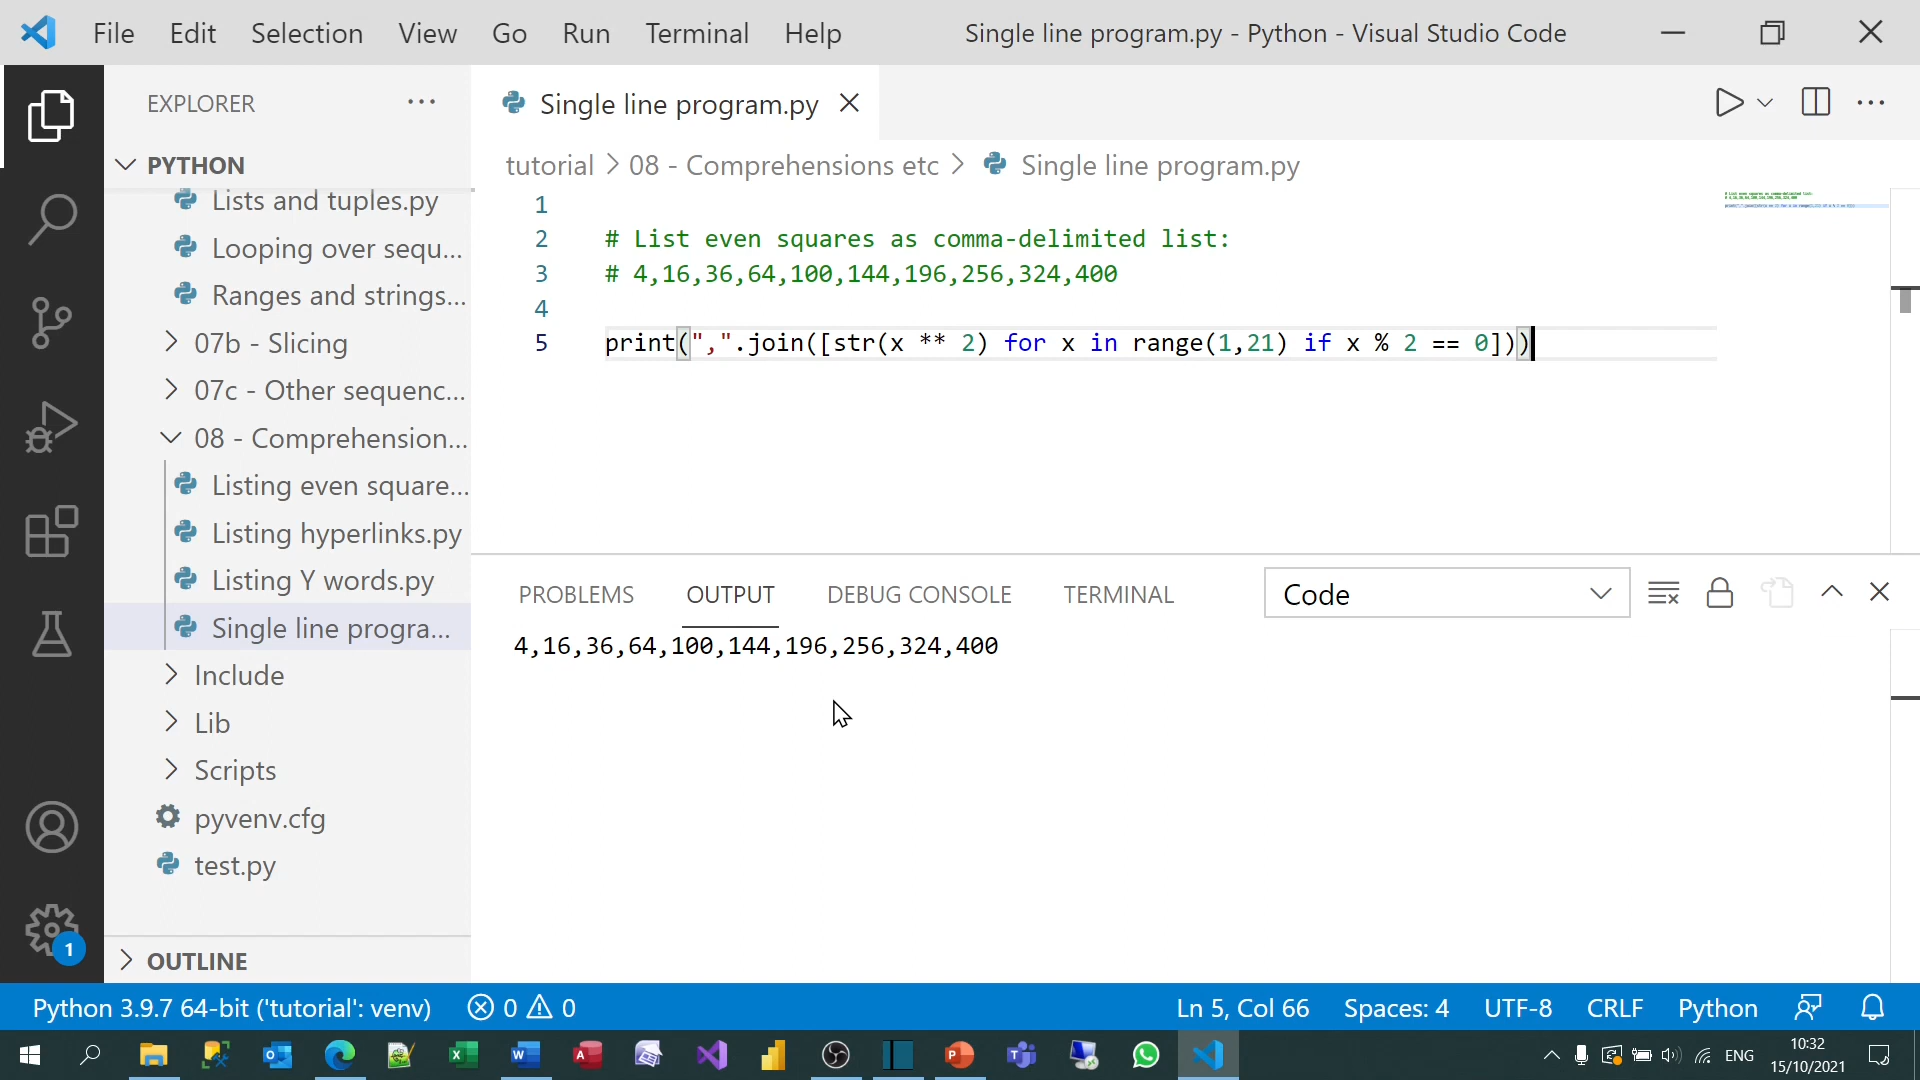 File Edit Selection View Go Run Terminal Help
Single line program.py - Python - Visual Studio Code
EXPLORER
PYTHON
Lists and tuples.py
Looping over sequ...
Ranges and strings...
07b - Slicing
07c - Other sequenc...
08 - Comprehension...
Listing even square...
Listing hyperlinks.py
Listing Y words.py
Single line progra...
Include
Lib
Scripts
pyvenv.cfg
test.py
OUTLINE
Single line program.py
tutorial > 08 - Comprehensions etc > Single line program.py
1
2 # List even squares as comma-delimited list:
3 # 4,16,36,64,100,144,196,256,324,400
4
5 print(",".join([str(x ** 2) for x in range(1,21) if x % 2 == 0]))
PROBLEMS OUTPUT DEBUG CONSOLE TERMINAL
Code
4,16,36,64,100,144,196,256,324,400
1
Python 3.9.7 64-bit ('tutorial': venv) 0 0
Ln 5, Col 66 Spaces: 4 UTF-8 CRLF Python
ENG
10:32
15/10/2021